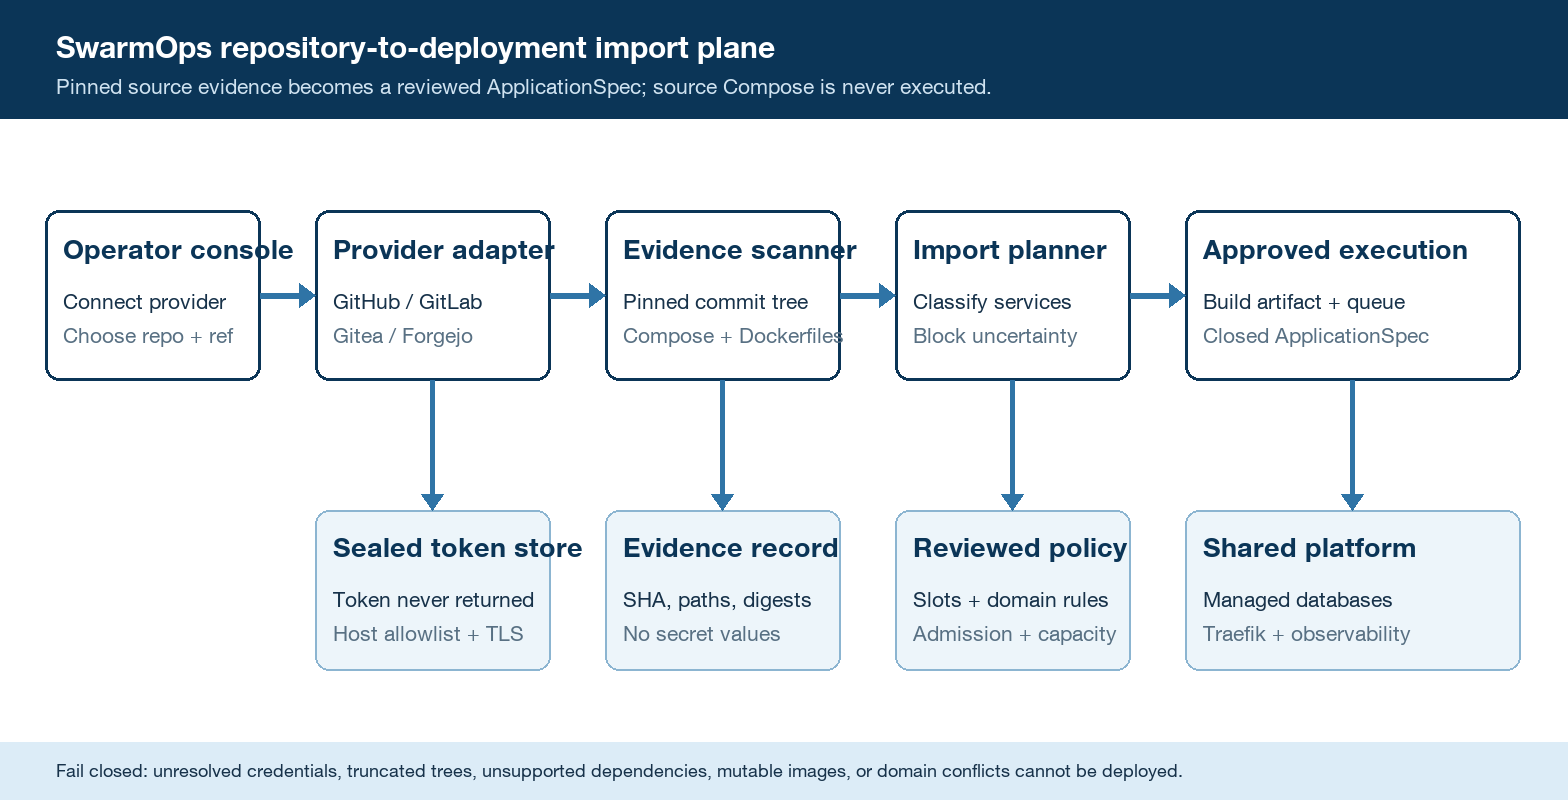 SwarmOps repository-to-deployment import plane
Pinned source evidence becomes a reviewed ApplicationSpec; source Compose is never executed.
Operator console
Connect provider
Choose repo + ref
Provider adapter
GitHub / GitLab
Gitea / Forgejo
Evidence scanner
Pinned commit tree
Compose + Dockerfiles
Import planner
Classify services
Block uncertainty
Approved execution
Build artifact + queue
Closed ApplicationSpec
Sealed token store
Token never returned
Host allowlist + TLS
Evidence record
SHA, paths, digests
No secret values
Reviewed policy
Slots + domain rules
Admission + capacity
Shared platform
Managed databases
Traefik + observability
Fail closed: unresolved credentials, truncated trees, unsupported dependencies, mutable images, or domain conflicts cannot be deployed.